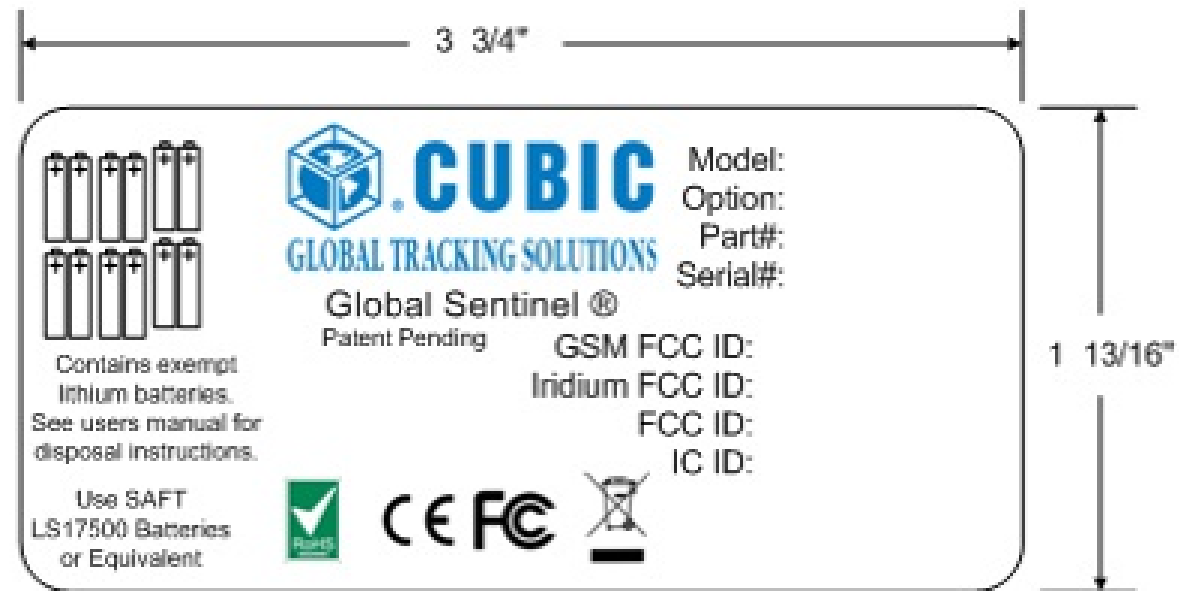 3 3/4"
CUBIC
GLOBAL TRACKING SOLUTIONS
Global Sentinel ®
Patent Pending
Model:
Option:
Part#:
Serial#:
GSM FCC ID:
Iridium FCC ID:
FCC ID:
IC ID:
1 13/16"
Contains exempt
lithium batteries.
See users manual for
disposal instructions.
Use SAFT
LS17500 Batteries
or Equivalent
RoHS
CE FC